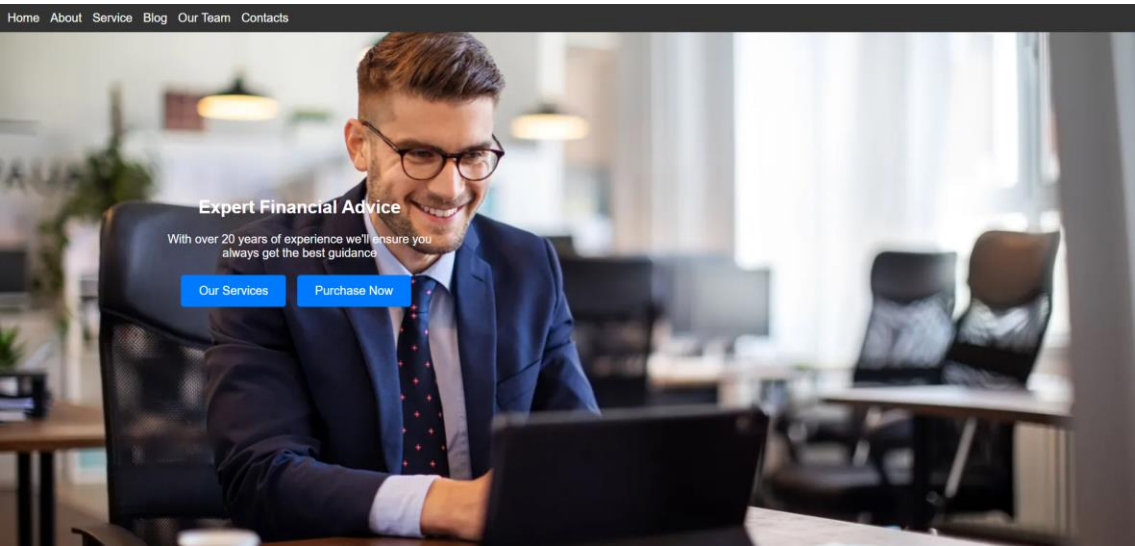 Home About Service Blog Our Team Contacts
Expert Financial Advice
With over 20 years of experience we'll ensure you
always get the best guidance
Our Services Purchase Now